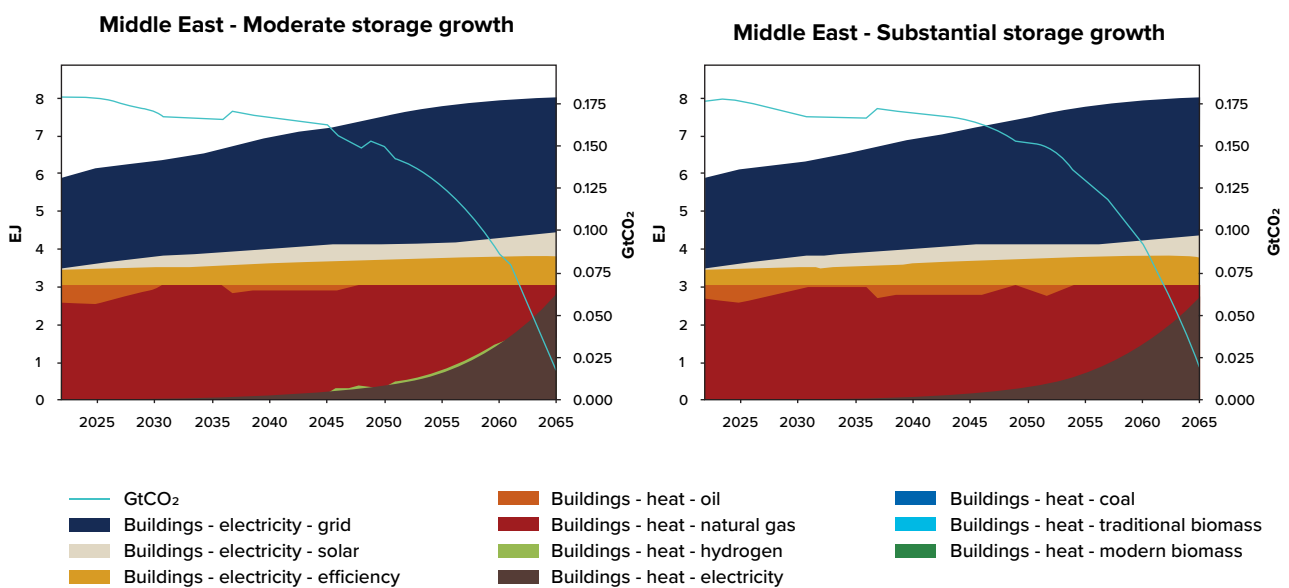 Middle East - Moderate storage growth
8
7
6
5
4
3
2
1
0
EJ
0.175
0.150
0.125
0.100
0.075
0.050
0.025
0.000
GtCO₂
2025 2030 2035 2040 2045 2050 2055 2060 2065
Middle East - Substantial storage growth
8
7
6
5
4
3
2
1
0
EJ
0.175
0.150
0.125
0.100
0.075
0.050
0.025
0.000
GtCO₂
2025 2030 2035 2040 2045 2050 2055 2060 2065
GtCO₂
Buildings - electricity - grid
Buildings - electricity - solar
Buildings - electricity - efficiency
Buildings - heat - oil
Buildings - heat - natural gas
Buildings - heat - hydrogen
Buildings - heat - electricity
Buildings - heat - coal
Buildings - heat - traditional biomass
Buildings - heat - modern biomass